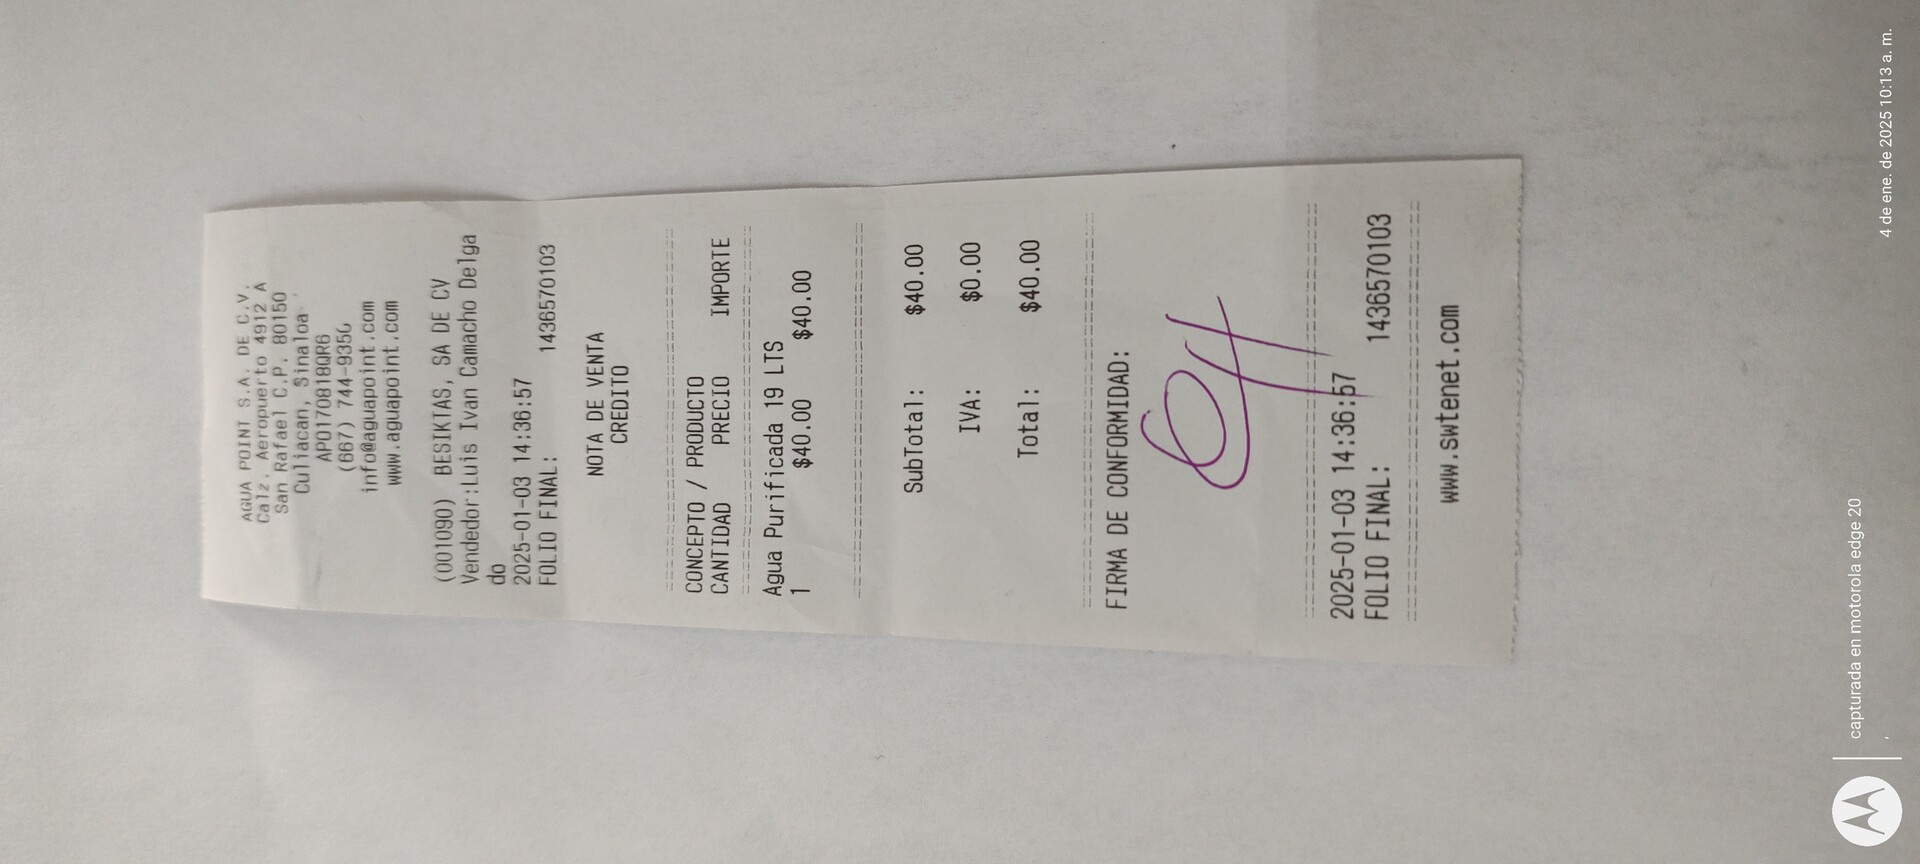 AGUA POINT S.A. DE C.V.
Calz. Aeropuerto 4912 A
San Rafael C.P. 80150
Culiacan, Sinaloa
APO170818QR6
(667) 744-9350
info@aguapoint.com
www.aguapoint.com
(001090) BESIKTAS, SA DE CV
Vendedor:Luis Ivan Camacho Delga
do
2025-01-03 14:36:57
FOLIO FINAL: 1436570103
NOTA DE VENTA
CREDITO
CONCEPTO / PRODUCTO
CANTIDAD PRECIO IMPORTE
Agua Purificada 19 LTS
1 $40.00 $40.00
SubTotal: $40.00
IVA: $0.00
Total: $40.00
FIRMA DE CONFORMIDAD:
2025-01-03 14:36:57
FOLIO FINAL: 1436570103
www.swtenet.com
capturada en motorola edge 20
4 de ene. de 2025 10:13 a. m.